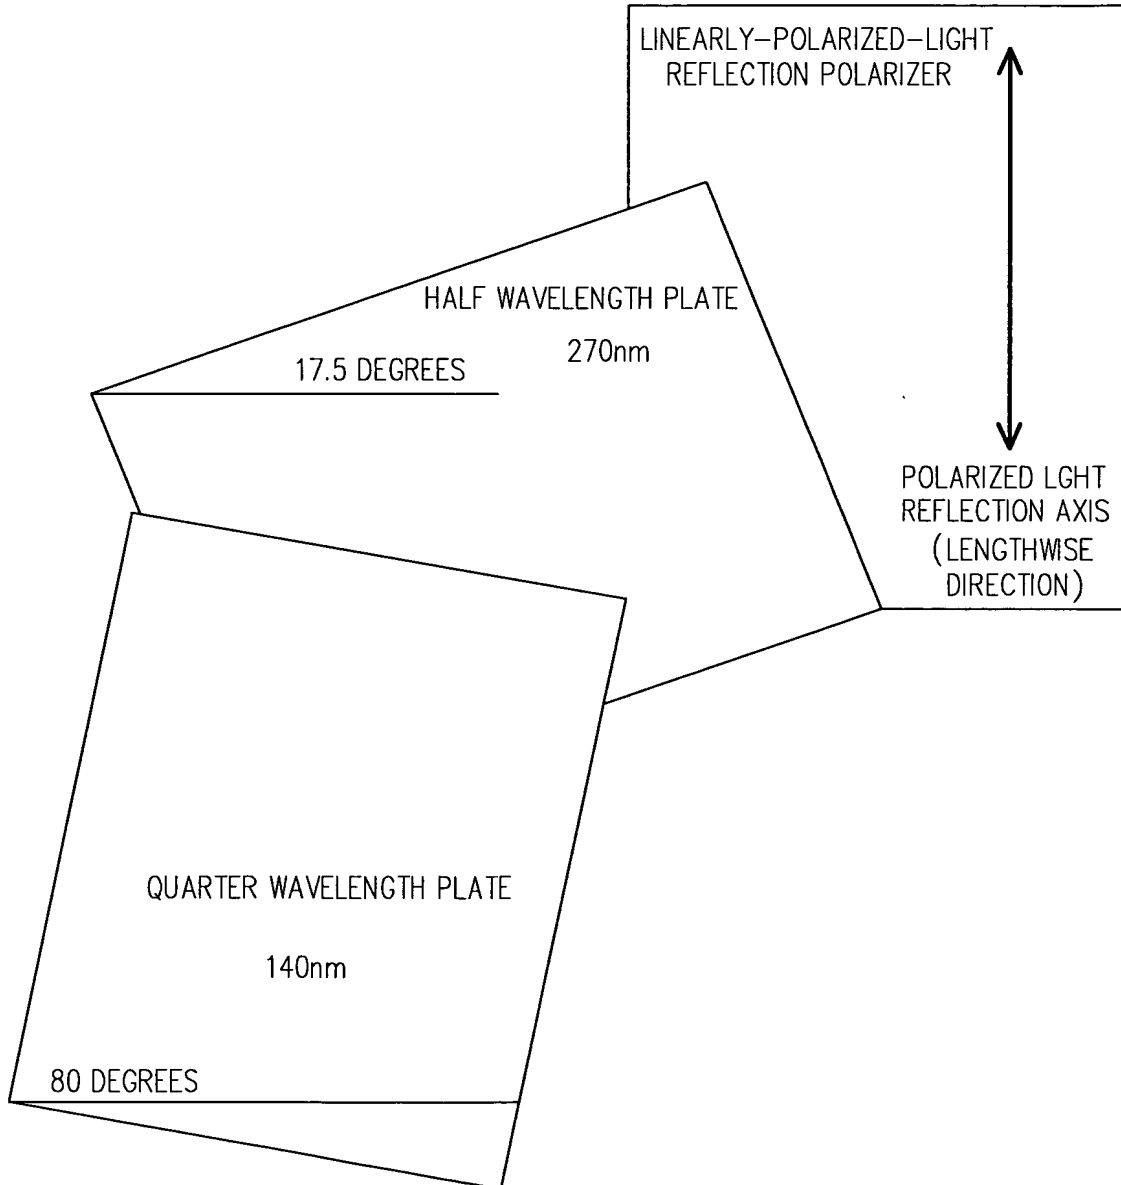 LINEARLY-POLARIZED-LIGHT
REFLECTION POLARIZER
HALF WAVELENGTH PLATE
270nm
17.5 DEGREES
POLARIZED LGHT
REFLECTION AXIS
(LENGTHWISE
DIRECTION)
QUARTER WAVELENGTH PLATE
140nm
80 DEGREES